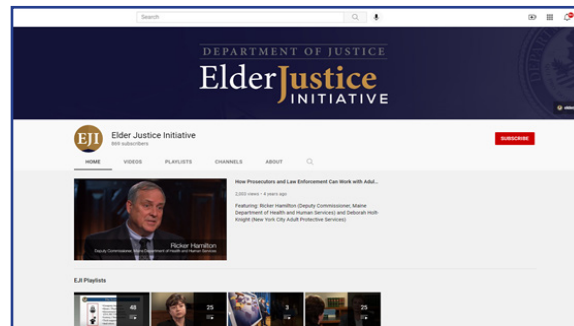 Search
DEPARTMENT OF JUSTICE
Elder Justice
INITIATIVE
EJI
Elder Justice Initiative
SUBSCRIBE
HOME VIDEOS PLAYLISTS CHANNELS ABOUT
How Prosecutors and Law Enforcement Can Work with Adul...
4 years ago
Featuring: Ricker Hamilton (Deputy Commissioner, Maine
Department of Health and Human Services) and Deborah Holt-
Knight (New York City Adult Protective Services)
Ricker Hamilton
Deputy Commissioner, Maine Department of Health and Human Services
EJI Playlists
48
25
3
25